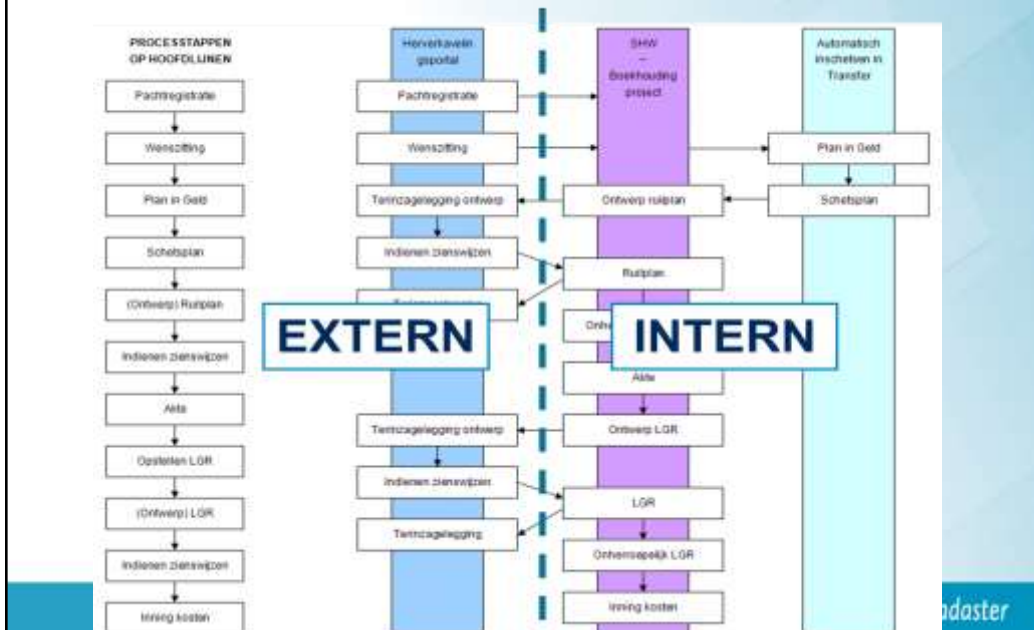 PROCESSTAPPEN
OP HOOFDLIJNEN
Pachtregistratie
Wenszitting
Plan in Geld
Schetsplan
(Ontwerp) Ruilplan
Indienen zienswijzen
Akte
Opstellen LGR
(Ontwerp) LGR
Indienen zienswijzen
Inning kosten
Herverkavelin
gsportal
Pachtregistratie
Wenszitting
Terinzagelegging ontwerp
Indienen zienswijzen
EXTERN
Terinzagelegging ontwerp
Indienen zienswijzen
Terinzagelegging
SHW
–
Boekhouding
project
Ontwerp ruilplan
Ruilplan
INTERN
Akte
Ontwerp LGR
LGR
Onherroepelijk LGR
Inning kosten
Automatisch
inschetsen in
Transfer
Plan in Geld
Schetsplan
adaster